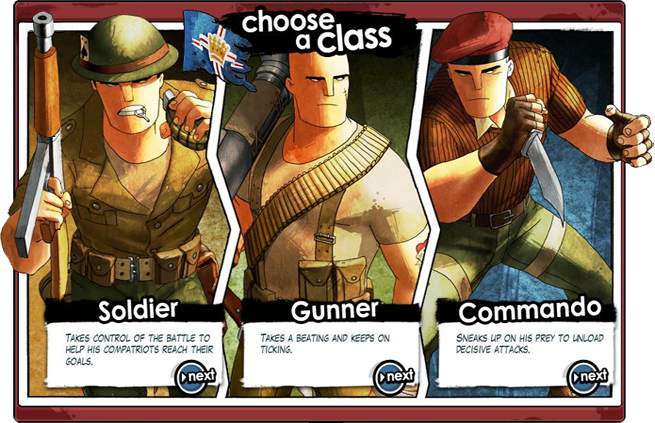 choose
a class
Soldier
TAKES CONTROL OF THE BATTLE TO
HELP HIS COMPATRIOTS REACH THEIR
GOALS.
next
Gunner
TAKES A BEATING AND KEEPS ON
TICKING.
next
Commando
SNEAKS UP ON HIS PREY TO UNLOAD
DECISIVE ATTACKS.
next